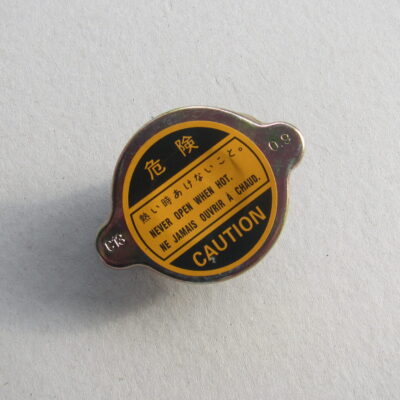 危険
熱い時あけないこと。
NEVER OPEN WHEN HOT.
NE JAMAIS OUVRIR À CHAUD.
CAUTION
0.9